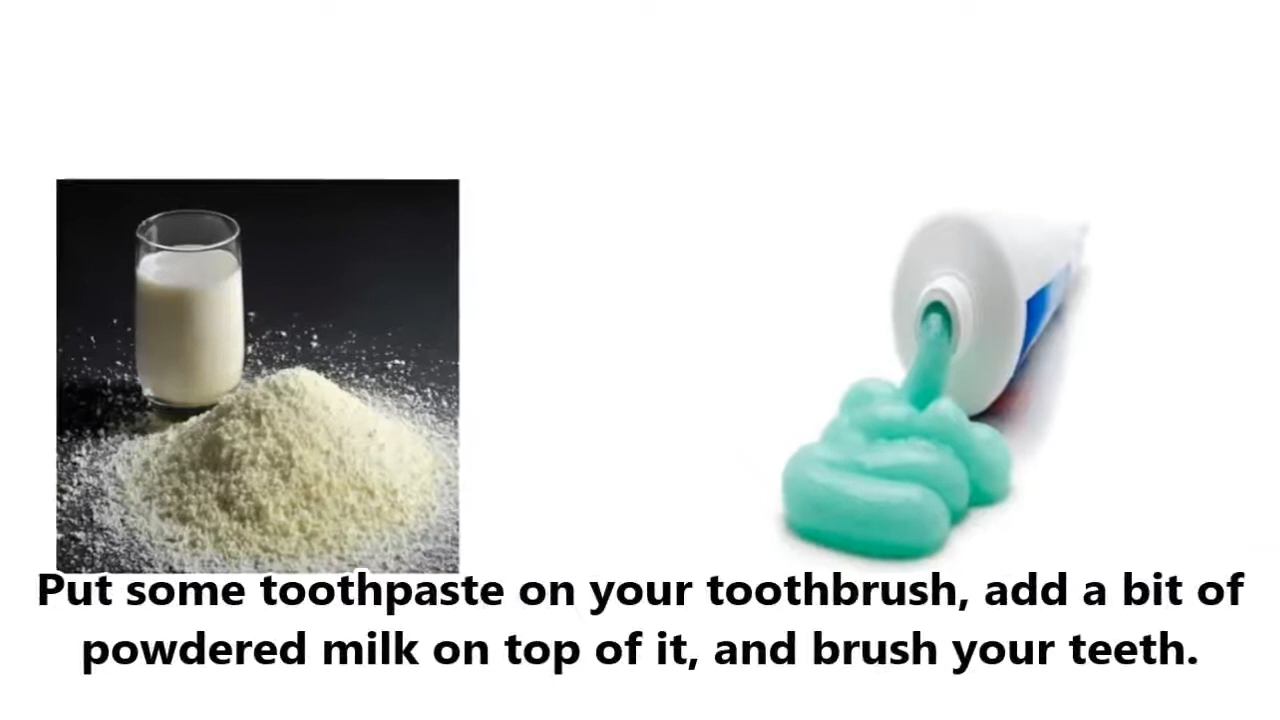 Put some toothpaste on your toothbrush, add a bit of
powdered milk on top of it, and brush your teeth.